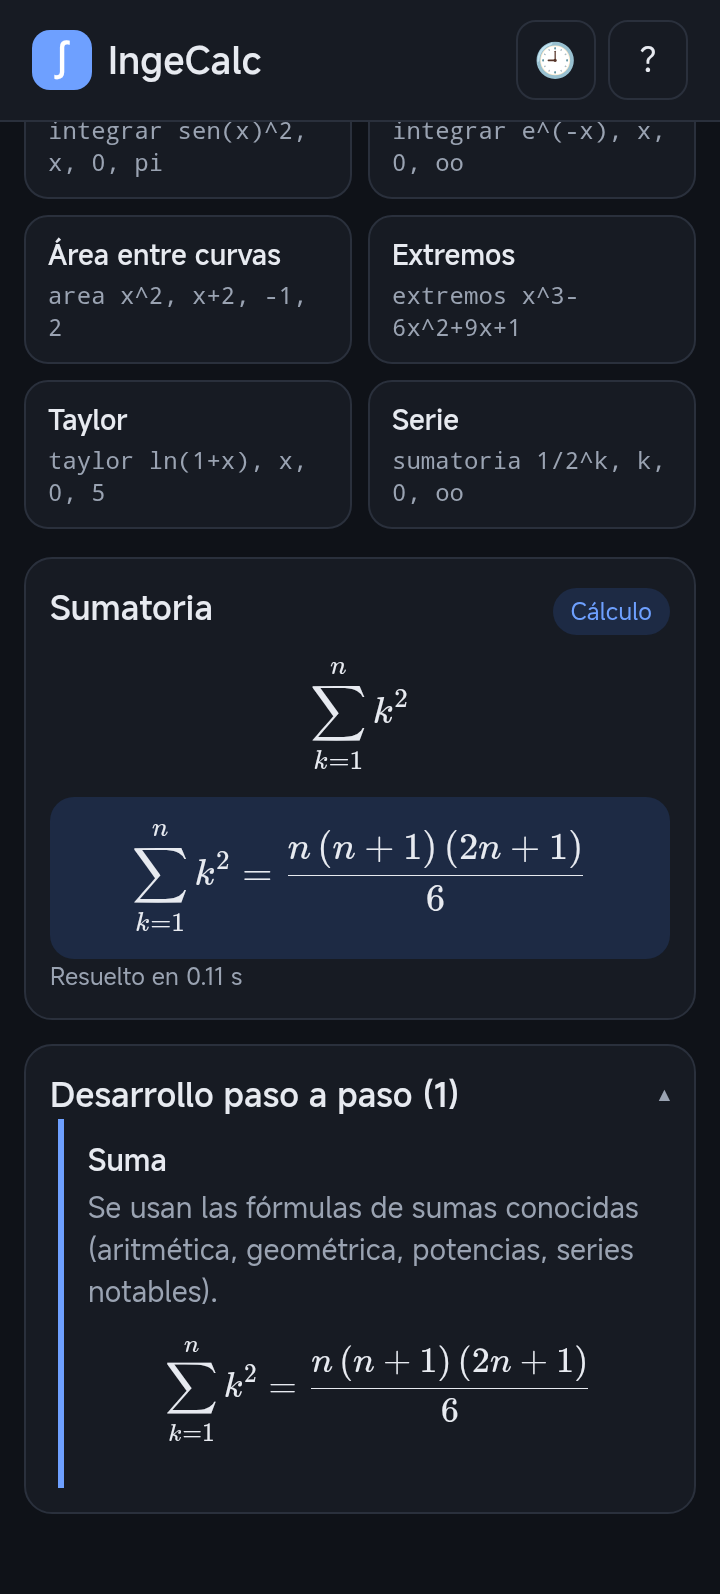 ∫ IngeCalc ?
integrar sen(x)^2,
x, 0, pi
integrar e^(-x), x,
0, oo
Área entre curvas
area x^2, x+2, -1,
2
Extremos
extremos x^3-
6x^2+9x+1
Taylor
taylor ln(1+x), x,
0, 5
Serie
sumatoria 1/2^k, k,
0, oo
Sumatoria
Cálculo
n
∑ k²
k=1
n
∑ k² = n (n + 1) (2n + 1) / 6
k=1
Resuelto en 0.11 s
Desarrollo paso a paso (1) ▲
Suma
Se usan las fórmulas de sumas conocidas
(aritmética, geométrica, potencias, series
notables).
n
∑ k² = n (n + 1) (2n + 1) / 6
k=1